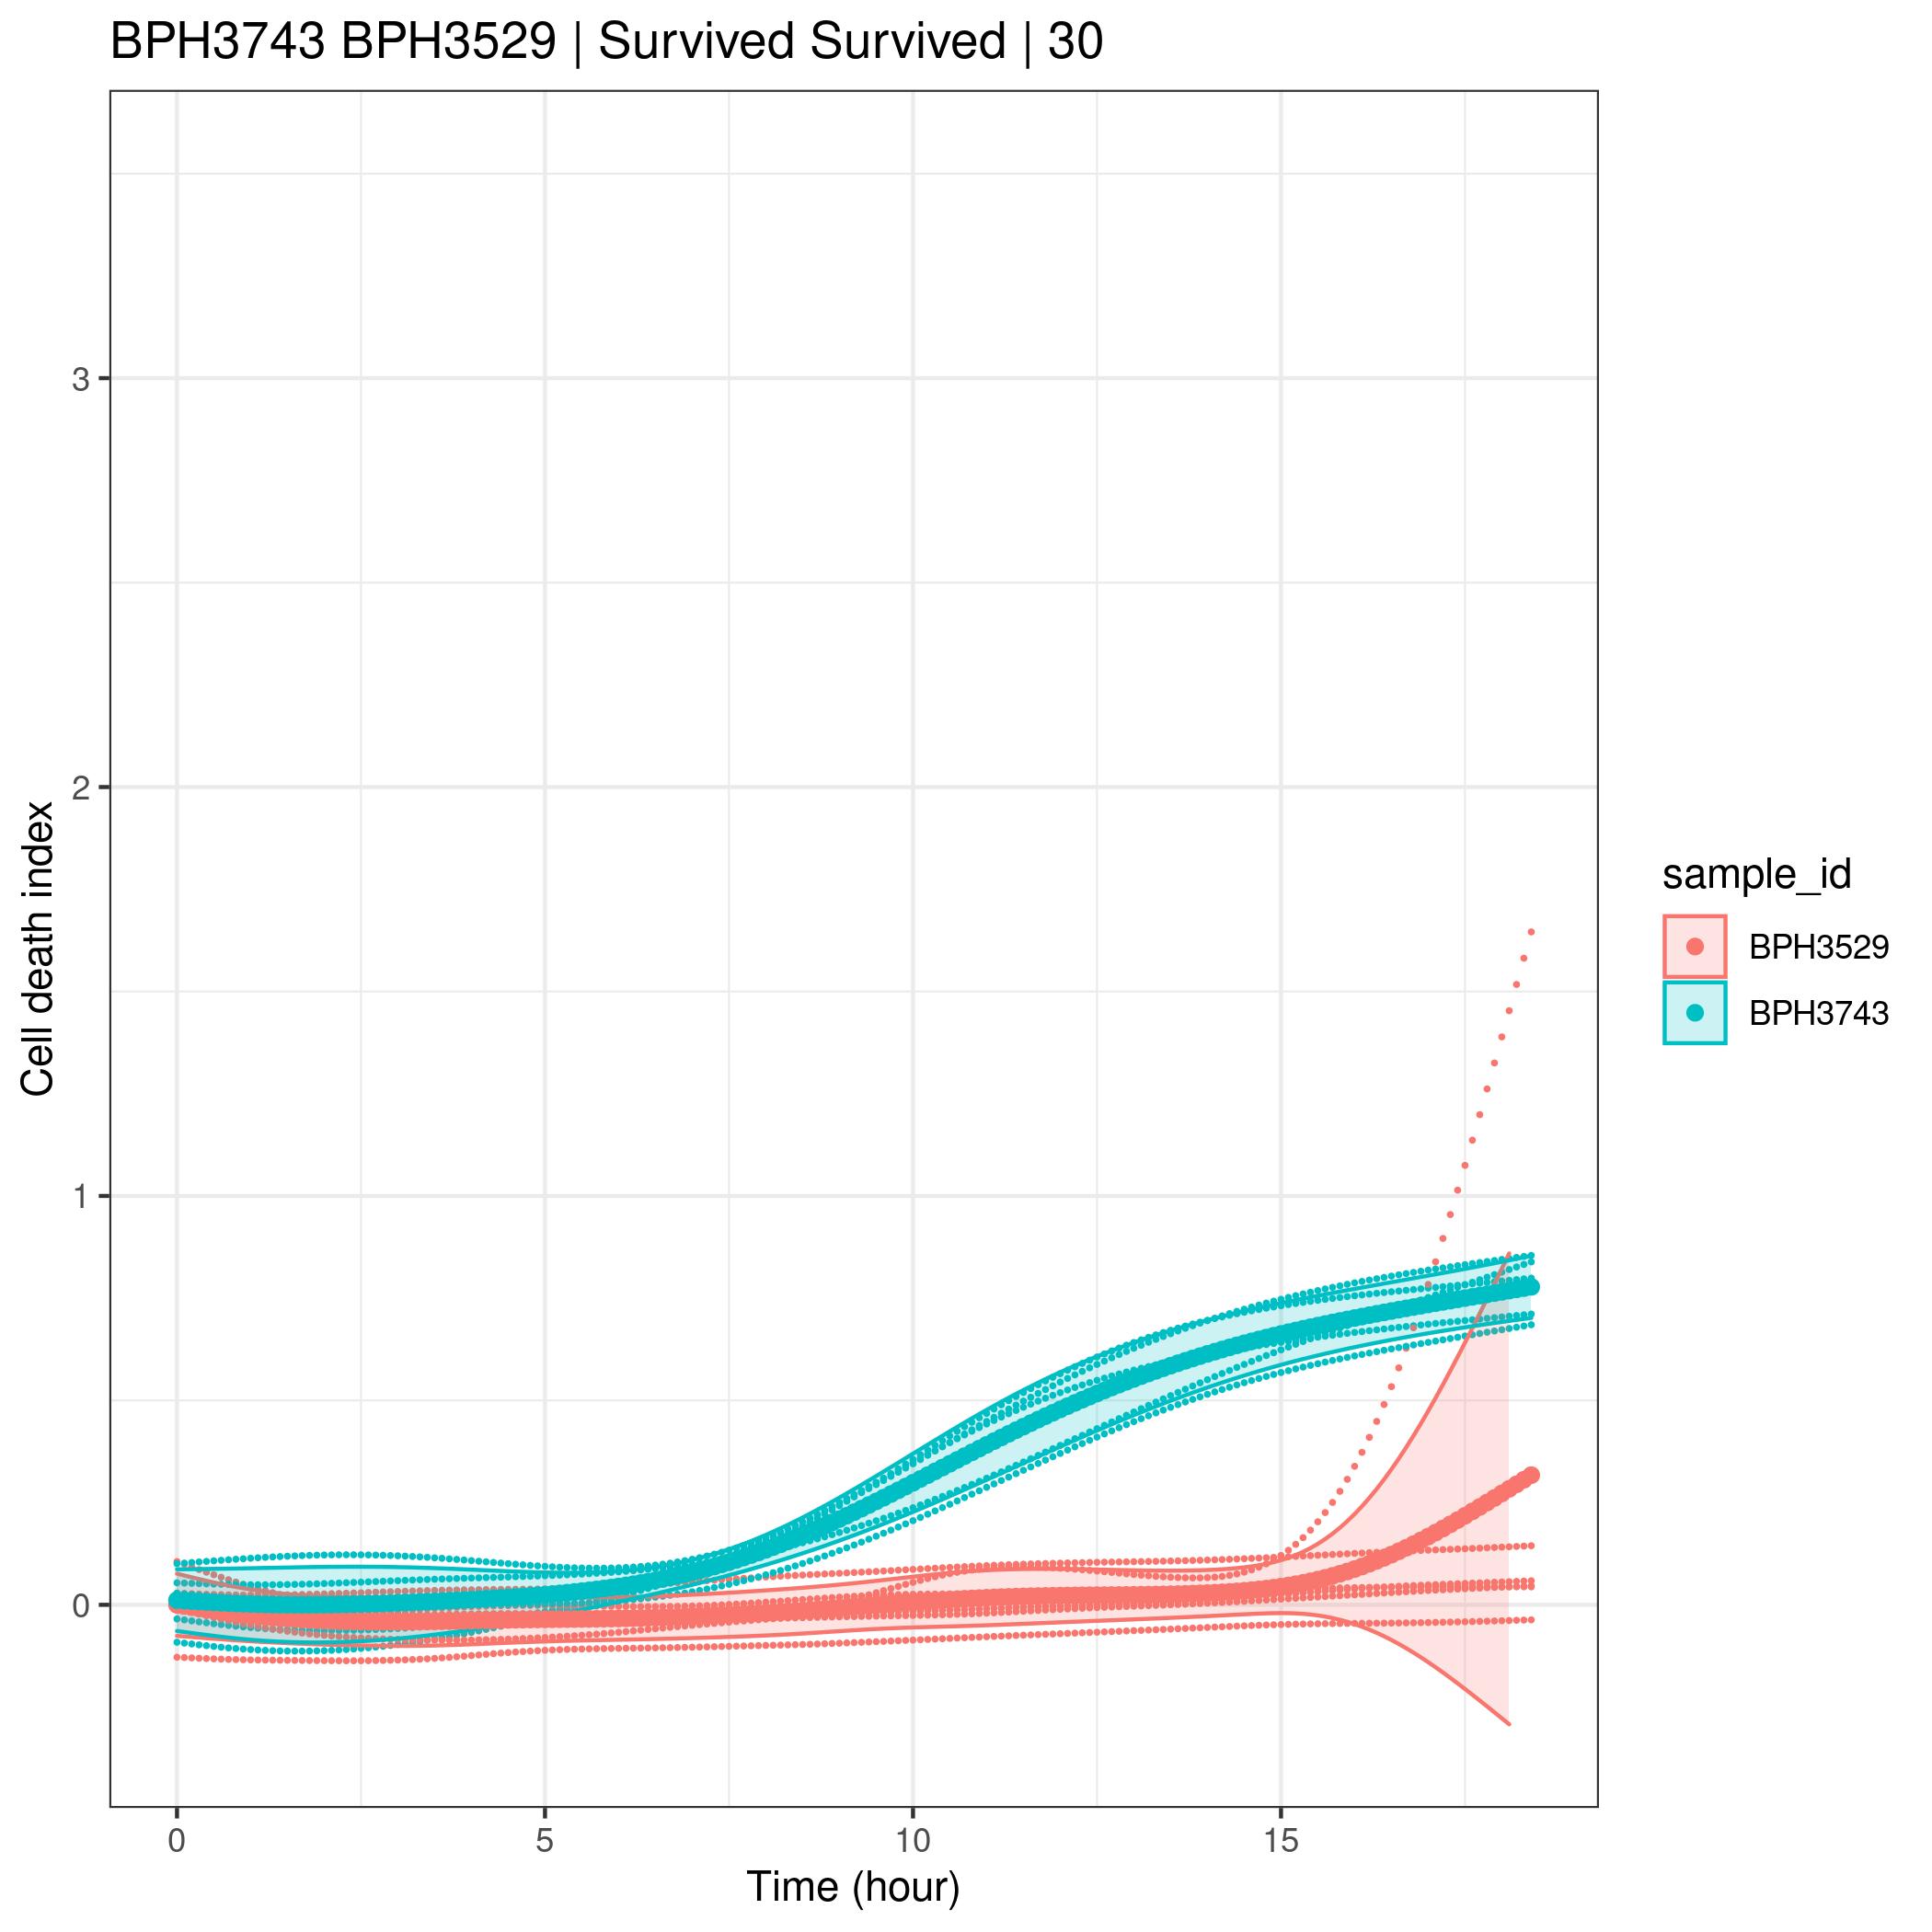 BPH3743 BPH3529 | Survived Survived | 30
3
2
1
0
Cell death index
0 5 10 15
Time (hour)
sample_id
BPH3529
BPH3743